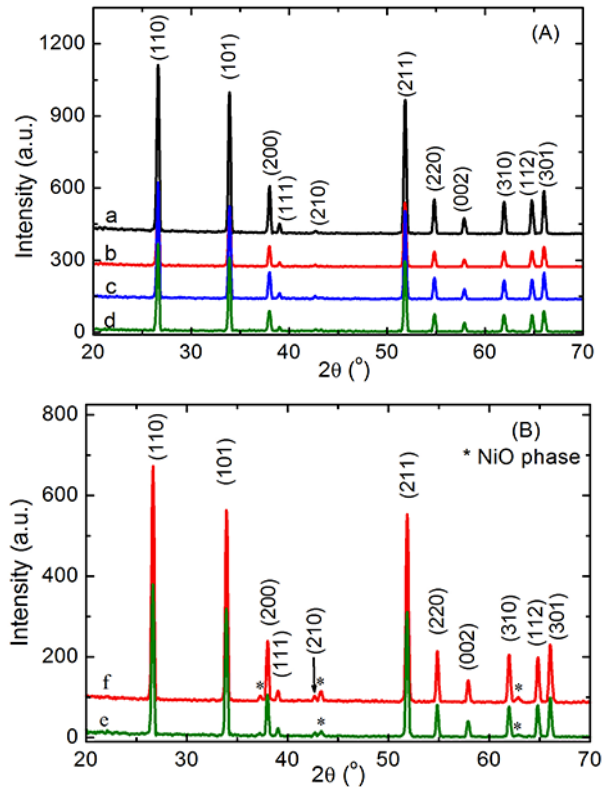 (A)
1200
900
600
300
0
Intensity (a.u.)
(110)
(101)
(200)
(111)
(210)
(211)
(220)
(002)
(310)
(112)
(301)
a
b
c
d
20 30 40 50 60 70
2θ (°)
(B)
* NiO phase
800
600
400
200
0
Intensity (a.u.)
(110)
(101)
(200)
(111)
(210)
(211)
(220)
(002)
(310)
(112)
(301)
f
* * *
e
* *
20 30 40 50 60 70
2θ (°)